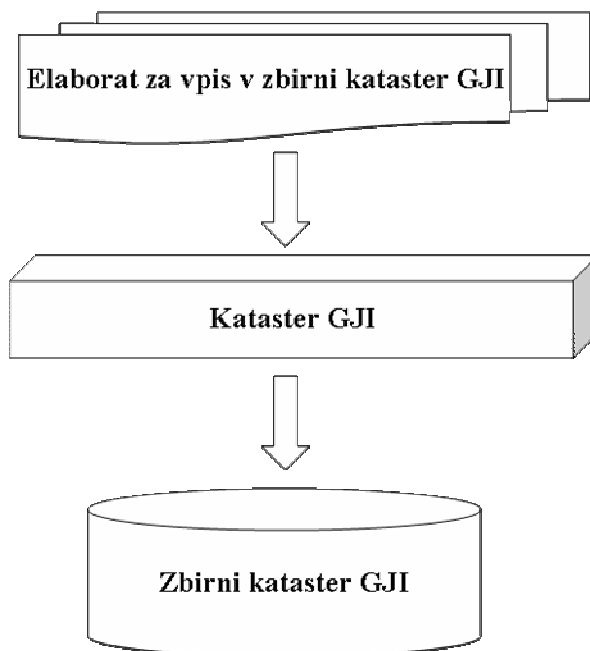 Elaborat za vpis v zbirni kataster GJI
Kataster GJI
Zbirni kataster GJI